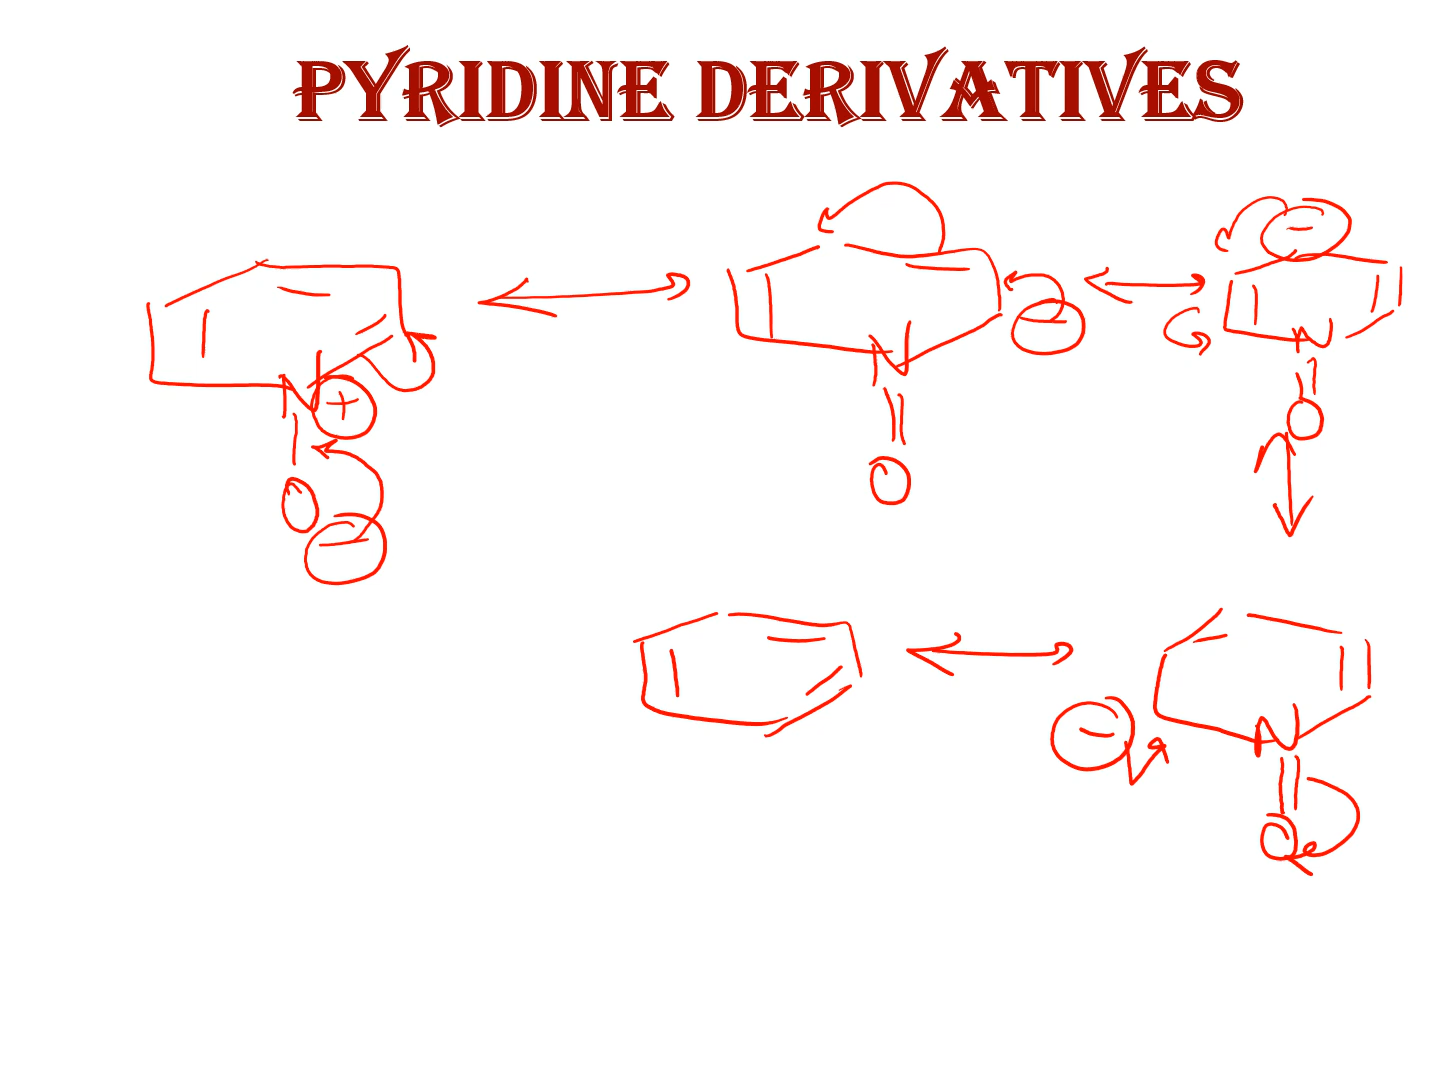 PYRIDINE DERIVATIVES
N +
O −
N −
O
− N
O
− N
O